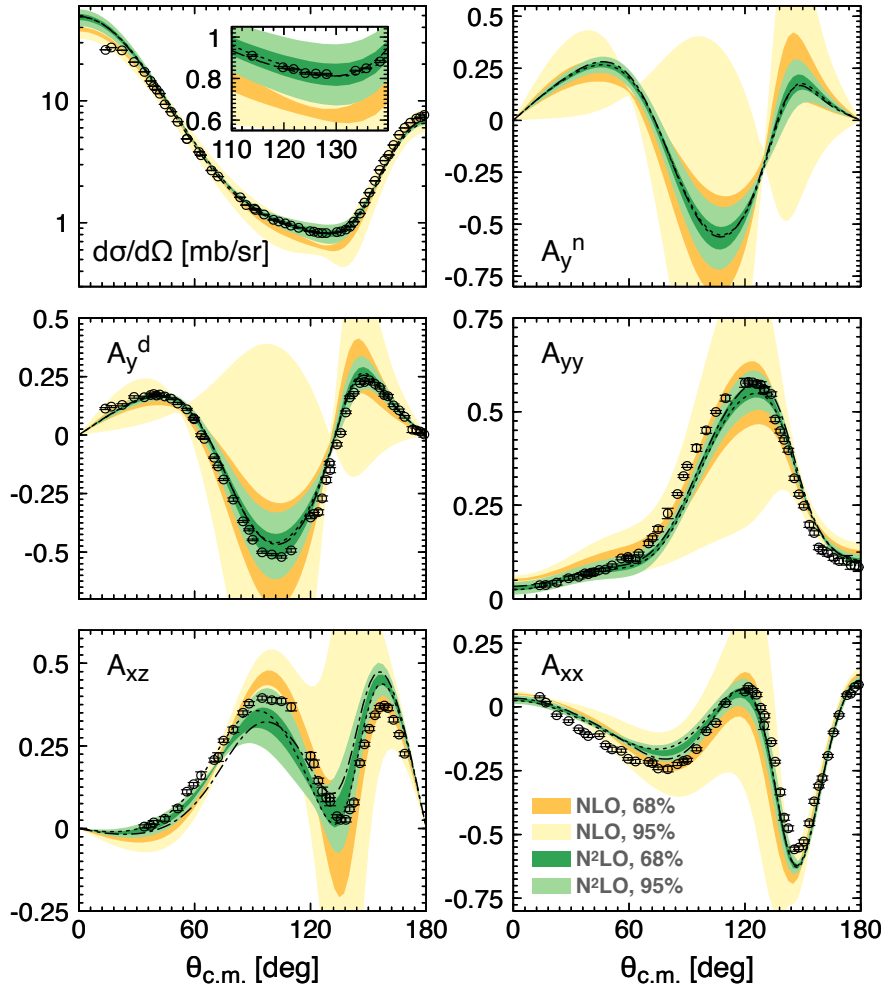 10
1
dσ/dΩ [mb/sr]
1
0.8
0.6
110 120 130
0.5
0.25
0
-0.25
-0.5
-0.75
A_y^n
0.5
0.25
0
-0.25
-0.5
A_y^d
0.75
0.5
0.25
0
A_yy
0.5
0.25
0
-0.25
A_xz
0 60 120 180
θ_c.m. [deg]
0.25
0
-0.25
-0.5
-0.75
A_xx
NLO, 68%
NLO, 95%
N²LO, 68%
N²LO, 95%
0 60 120 180
θ_c.m. [deg]